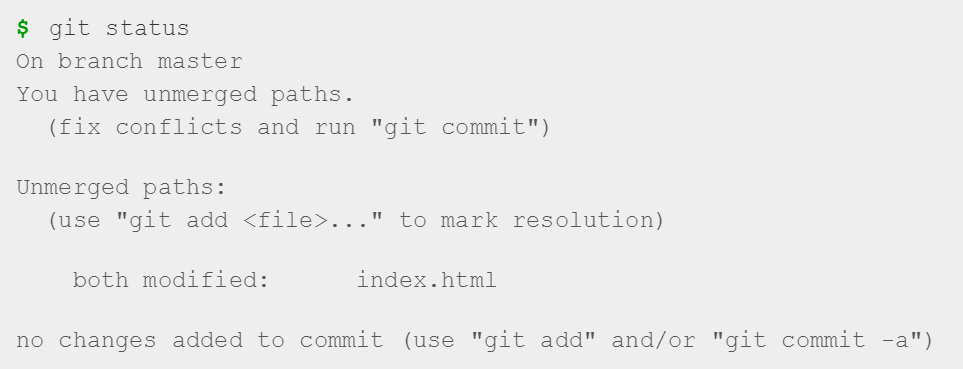 $ git status
On branch master
You have unmerged paths.
  (fix conflicts and run "git commit")

Unmerged paths:
  (use "git add <file>..." to mark resolution)

    both modified:      index.html

no changes added to commit (use "git add" and/or "git commit -a")